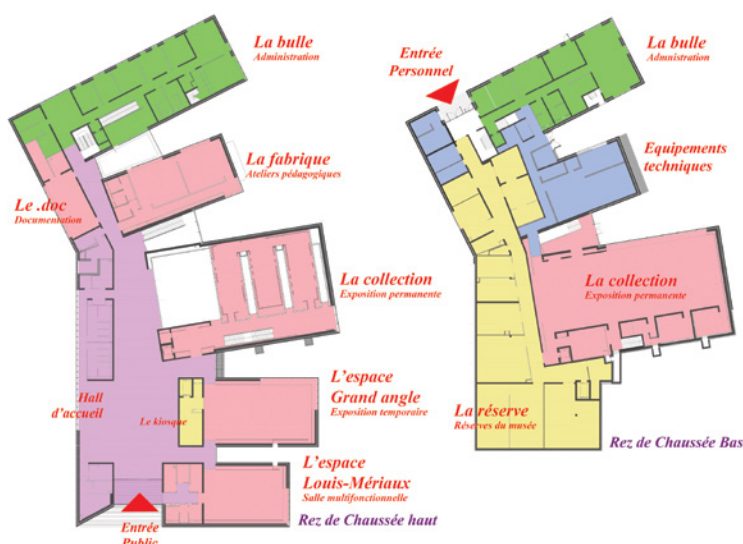 La bulle
Administration
La fabrique
Ateliers pédagogiques
Le .doc
Documentation
La collection
Exposition permanente
Hall
d'accueil
Le kiosque
L'espace
Grand angle
Exposition temporaire
L'espace
Louis-Mériaux
Salle multifonctionnelle
Rez de Chaussée haut
Entrée
Public
Entrée
Personnel
La bulle
Admnistration
Equipements
techniques
La collection
Exposition permanente
La réserve
Réserves du musée
Rez de Chaussée Bas